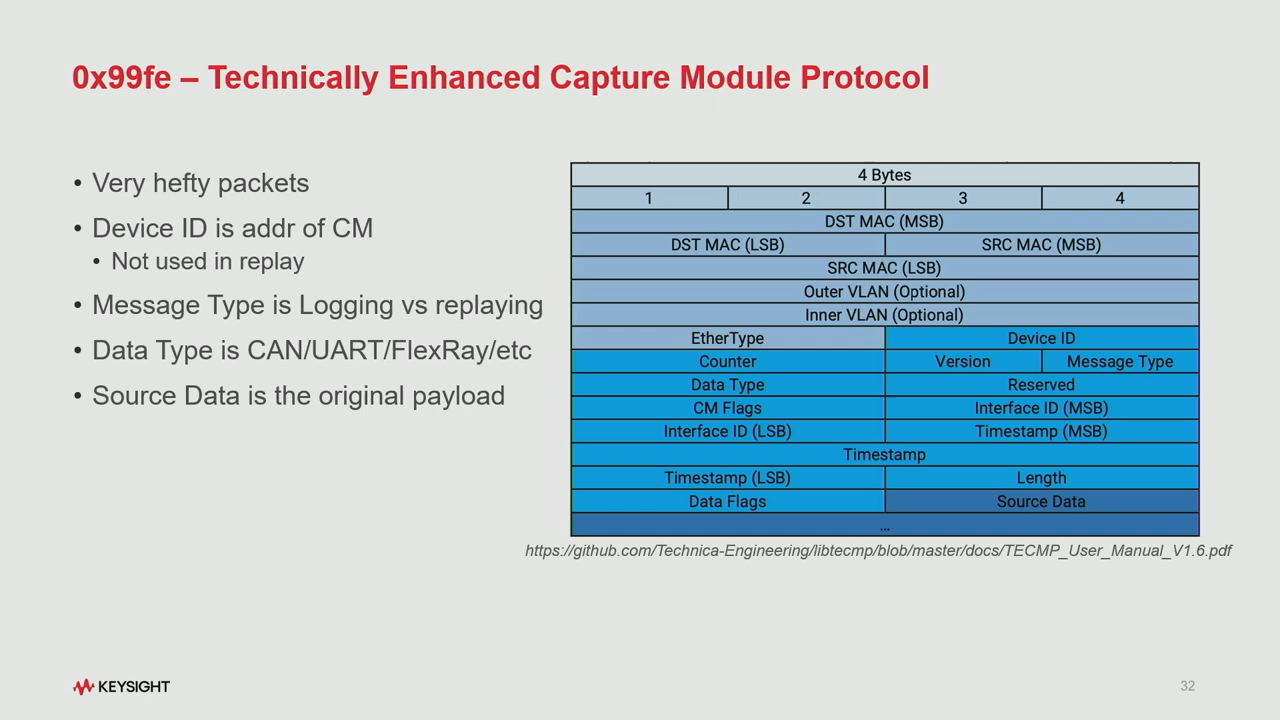 0x99fe – Technically Enhanced Capture Module Protocol
• Very hefty packets
• Device ID is addr of CM
• Not used in replay
• Message Type is Logging vs replaying
• Data Type is CAN/UART/FlexRay/etc
• Source Data is the original payload
4 Bytes
1 2 3 4
DST MAC (MSB)
DST MAC (LSB) SRC MAC (MSB)
SRC MAC (LSB)
Outer VLAN (Optional)
Inner VLAN (Optional)
EtherType Device ID
Counter Version Message Type
Data Type Reserved
CM Flags Interface ID (MSB)
Interface ID (LSB) Timestamp (MSB)
Timestamp
Timestamp (LSB) Length
Data Flags Source Data
...
https://github.com/Technica-Engineering/libtecmp/blob/master/docs/TECMP_User_Manual_V1.6.pdf
KEYSIGHT
32